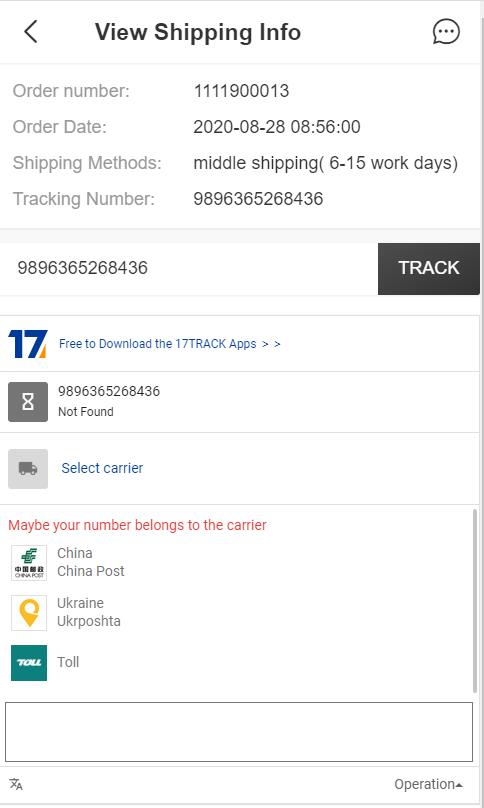 View Shipping Info
Order number: 1111900013
Order Date: 2020-08-28 08:56:00
Shipping Methods: middle shipping( 6-15 work days)
Tracking Number: 9896365268436
9896365268436 TRACK
17 Free to Download the 17TRACK Apps > >
9896365268436
Not Found
Select carrier
Maybe your number belongs to the carrier
China
中国邮政
CHINA POST
China Post
Ukraine
Ukrposhta
TOLL Toll
Operation